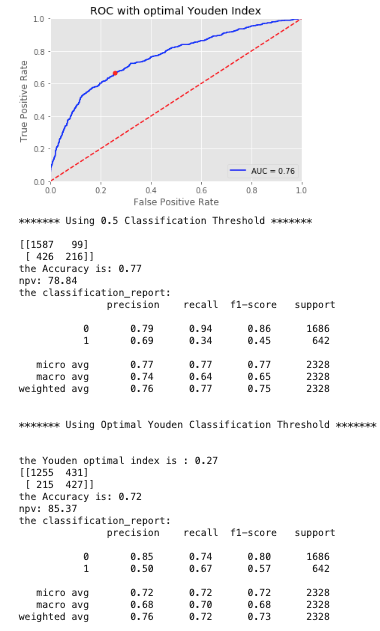 ROC with optimal Youden Index
1.0
0.8
0.6
0.4
0.2
0.0
True Positive Rate
AUC = 0.76
0.0 0.2 0.4 0.6 0.8 1.0
False Positive Rate
******* Using 0.5 Classification Threshold *******
[[1587 99]
[ 426 216]]
the Accuracy is: 0.77
npv: 78.84
the classification_report:
precision recall f1-score support
0 0.79 0.94 0.86 1686
1 0.69 0.34 0.45 642
micro avg 0.77 0.77 0.77 2328
macro avg 0.74 0.64 0.65 2328
weighted avg 0.76 0.77 0.75 2328
******* Using Optimal Youden Classification Threshold *******
the Youden optimal index is : 0.27
[[1255 431]
[ 215 427]]
the Accuracy is: 0.72
npv: 85.37
the classification_report:
precision recall f1-score support
0 0.85 0.74 0.80 1686
1 0.50 0.67 0.57 642
micro avg 0.72 0.72 0.72 2328
macro avg 0.68 0.70 0.68 2328
weighted avg 0.76 0.72 0.73 2328